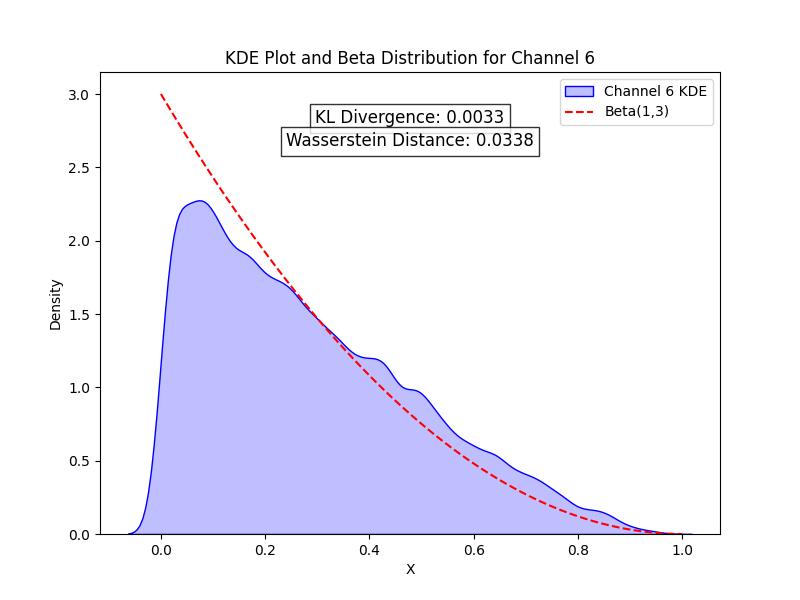 KDE Plot and Beta Distribution for Channel 6
KL Divergence: 0.0033
Wasserstein Distance: 0.0338
Channel 6 KDE
Beta(1,3)
3.0
2.5
2.0
1.5
1.0
0.5
0.0
Density
0.0 0.2 0.4 0.6 0.8 1.0
X